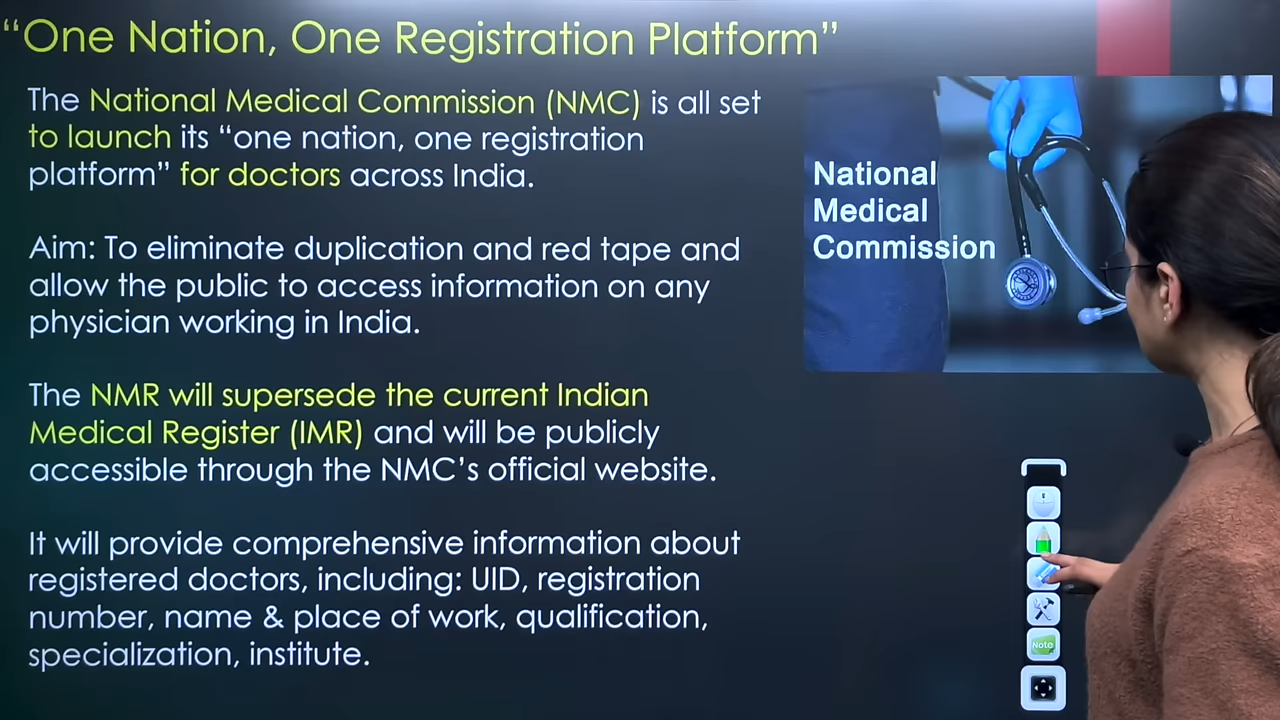 “One Nation, One Registration Platform”
The National Medical Commission (NMC) is all set
to launch its “one nation, one registration
platform” for doctors across India.
Aim: To eliminate duplication and red tape and
allow the public to access information on any
physician working in India.
The NMR will supersede the current Indian
Medical Register (IMR) and will be publicly
accessible through the NMC’s official website.
It will provide comprehensive information about
registered doctors, including: UID, registration
number, name & place of work, qualification,
specialization, institute.
National
Medical
Commission
Note